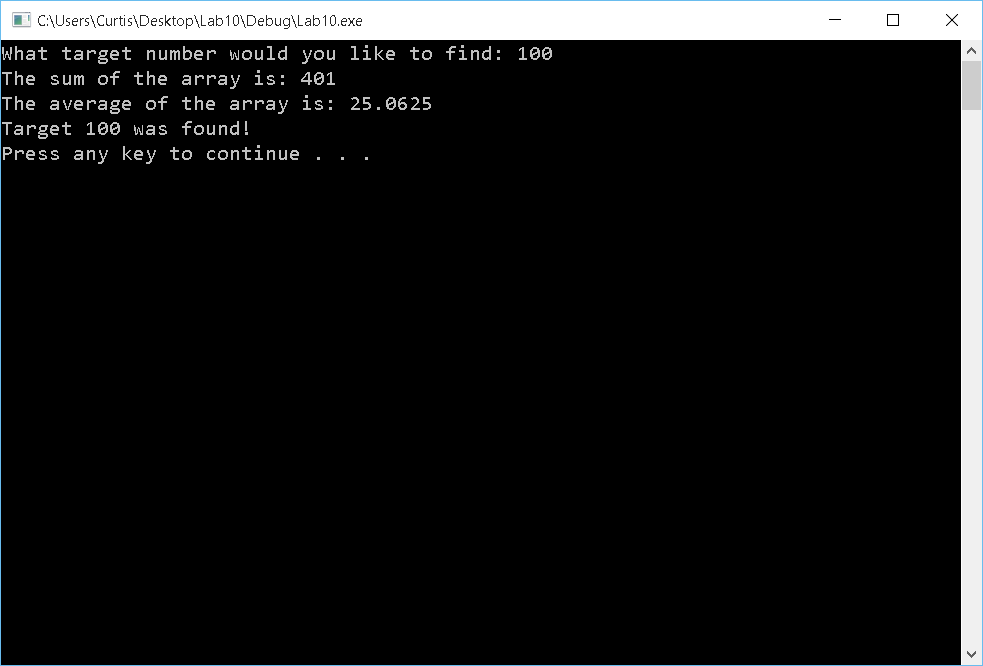 C:\Users\Curtis\Desktop\Lab10\Debug\Lab10.exe
What target number would you like to find: 100
The sum of the array is: 401
The average of the array is: 25.0625
Target 100 was found!
Press any key to continue . . .